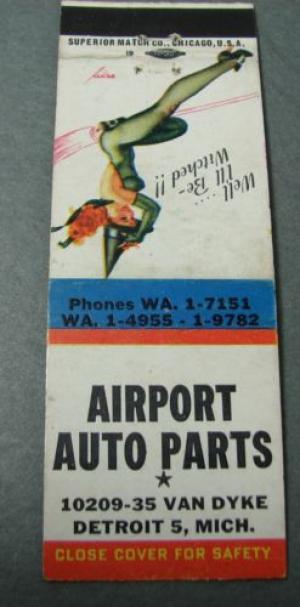 SUPERIOR MATCH CO., CHICAGO, U.S.A.
Well....
I'll Be-
Witched!!
Phones WA. 1-7151
WA. 1-4955 - 1-9782
AIRPORT
AUTO PARTS
10209-35 VAN DYKE
DETROIT 5, MICH.
CLOSE COVER FOR SAFETY